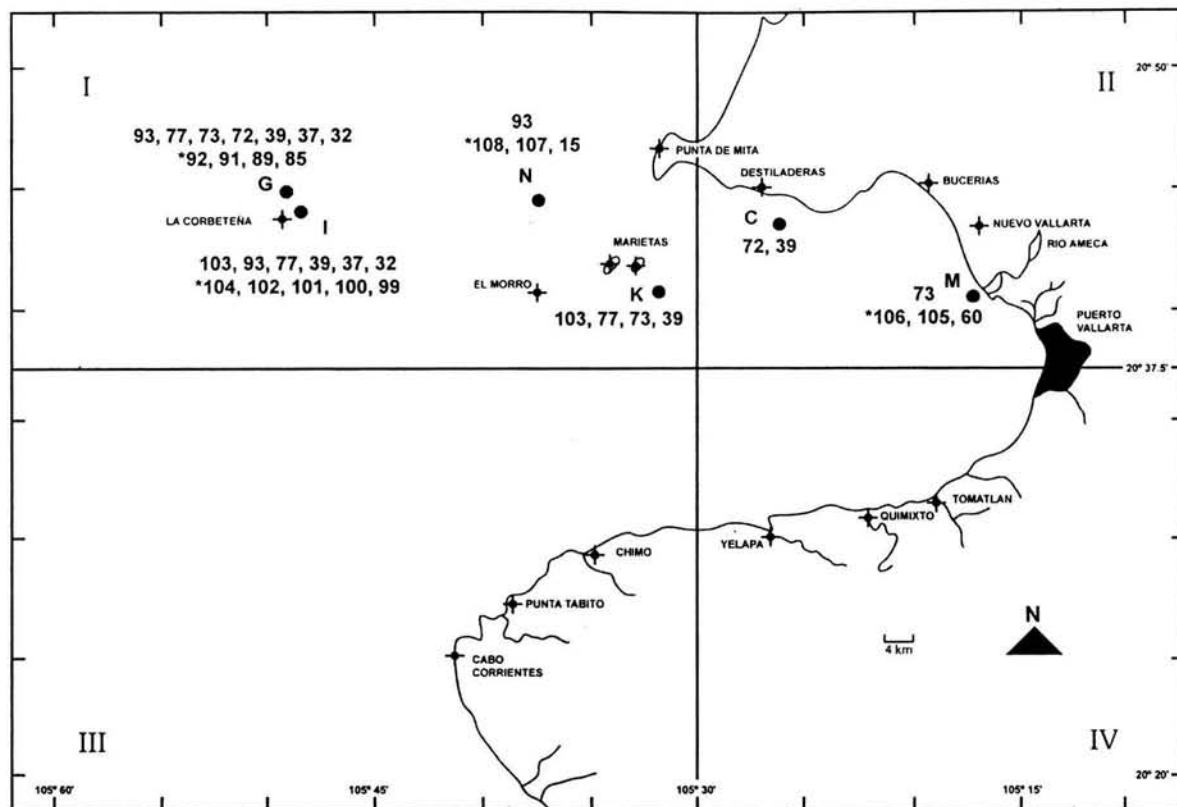 I
II
20° 50'
93, 77, 73, 72, 39, 37, 32
*92, 91, 89, 85
G
LA CORBETEÑA
I
103, 93, 77, 39, 37, 32
*104, 102, 101, 100, 99
93
*108, 107, 15
N
MARIETAS
EL MORRO
K
103, 77, 73, 39
PUNTA DE MITA
DESTILADERAS
C
72, 39
BUCERIAS
NUEVO VALLARTA
RIO AMECA
M
73
*106, 105, 60
PUERTO
VALLARTA
20° 37.5'
TOMATLAN
QUIMIXTO
YELAPA
CHIMO
PUNTA TABITO
CABO
CORRIENTES
N
4 km
III
IV
20° 20'
105° 60'
105° 45'
105° 30'
105° 15'